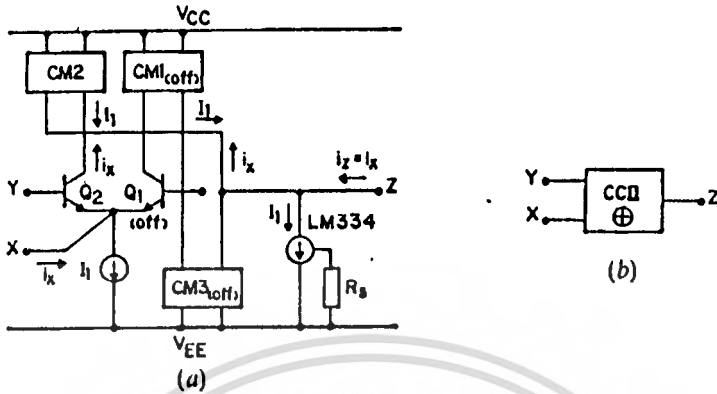 VCC
CM2
CM1(off)
I1
I1
ix
ix
iz = ix
Y
Q2
Q1
Z
(off)
I1
LM334
X
ix
I1
CM3(off)
RS
VEE
(a)
Y
X
CCII
⊕
Z
(b)